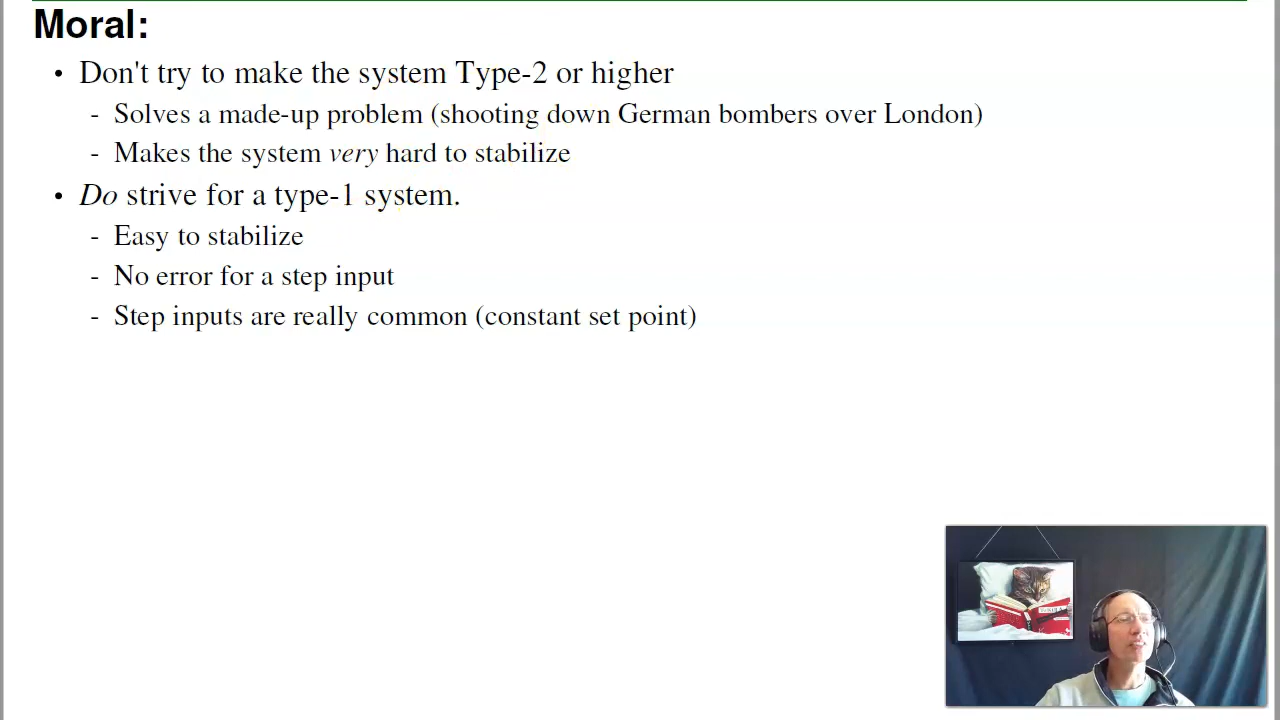 Moral:
• Don't try to make the system Type-2 or higher
- Solves a made-up problem (shooting down German bombers over London)
- Makes the system very hard to stabilize
• Do strive for a type-1 system.
- Easy to stabilize
- No error for a step input
- Step inputs are really common (constant set point)